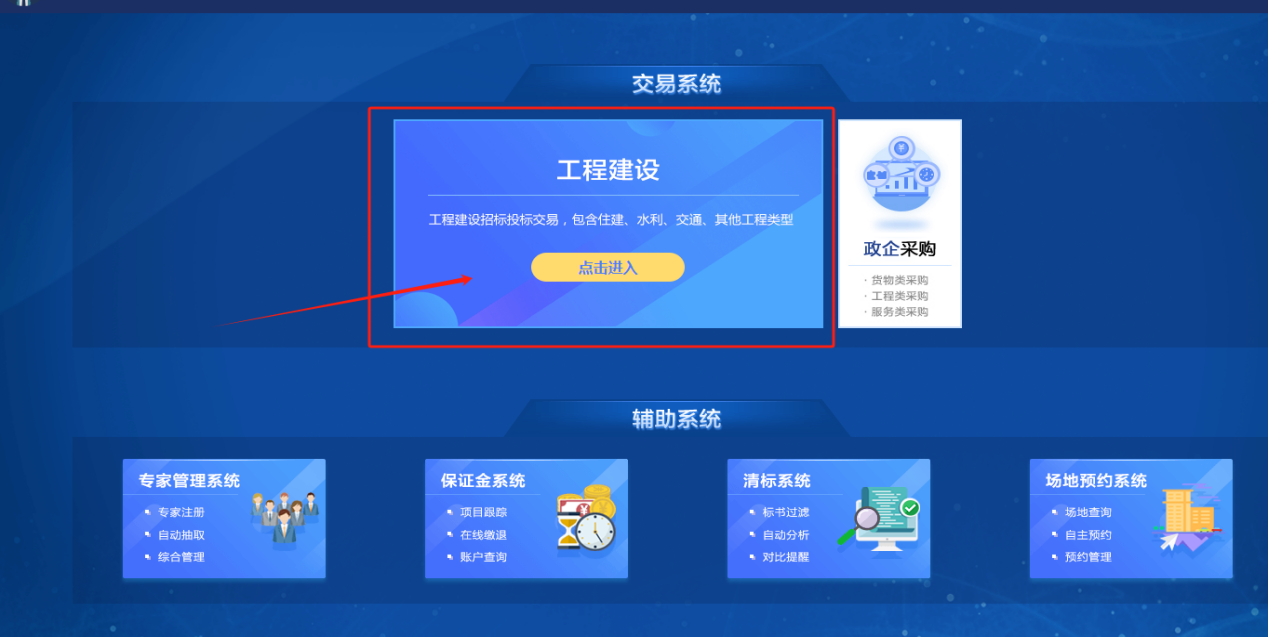 交易系统
工程建设
工程建设招标投标交易，包含住建、水利、交通、其他工程类型
点击进入
政企采购
· 货物类采购
· 工程类采购
· 服务类采购
辅助系统
专家管理系统
专家注册
自动抽取
综合管理
保证金系统
项目跟踪
在线缴退
账户查询
清标系统
标书过滤
自动分析
对比提醒
场地预约系统
场地查询
自主预约
预约管理